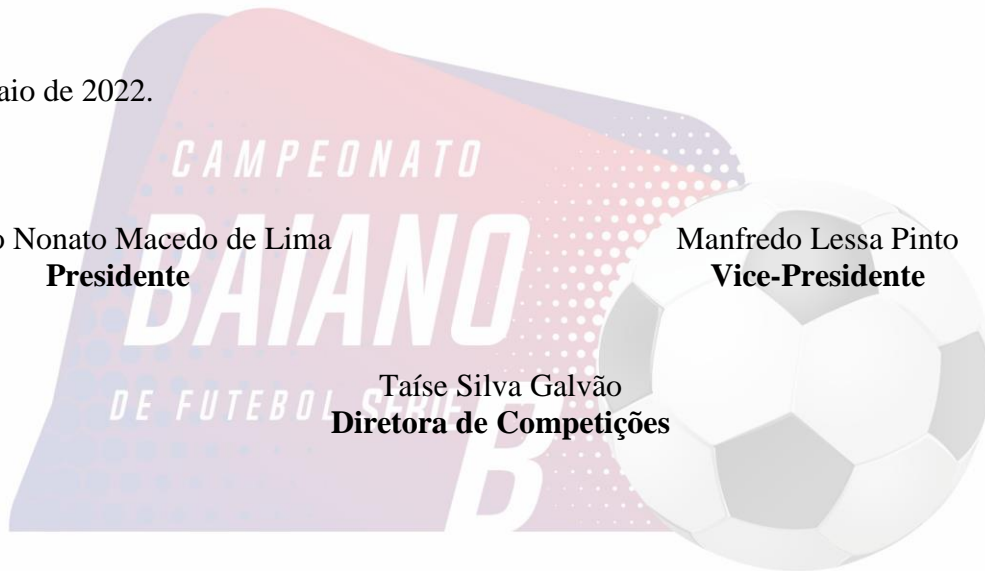 aio de 2022.
CAMPEONATO
o Nonato Macedo de Lima
Manfredo Lessa Pinto
Presidente
Vice-Presidente
BAIANO
Taíse Silva Galvão
DE FUTEBOL SÉRIE
Diretora de Competições
B